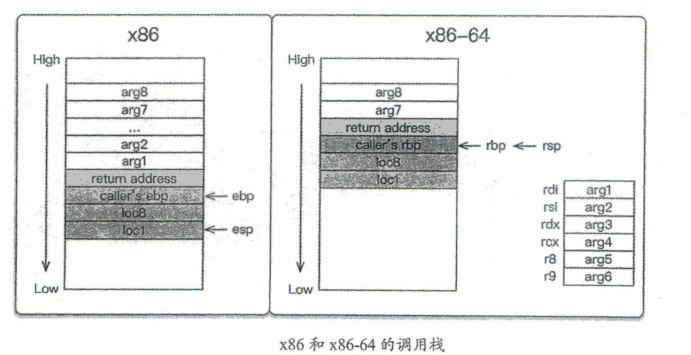 x86
High
arg8
arg7
...
arg2
arg1
return address
caller's ebp
ebp
loc8
loc1
esp
Low
x86-64
High
arg8
arg7
return address
caller's rbp
rbp
rsp
loc8
loc1
rdi arg1
rsi arg2
rdx arg3
rcx arg4
r8 arg5
r9 arg6
Low
x86 和 x86-64 的调用栈